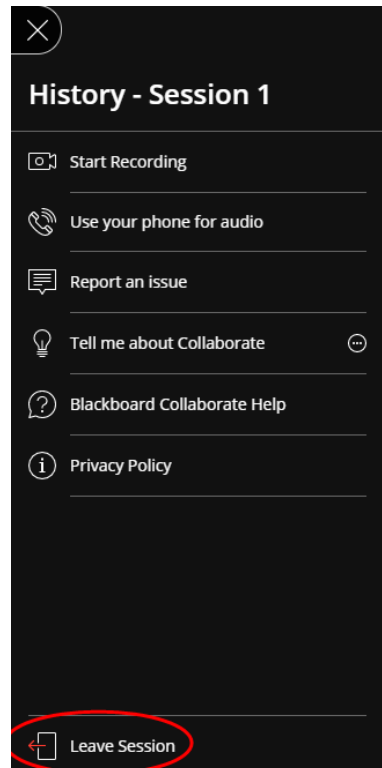 History - Session 1
Start Recording
Use your phone for audio
Report an issue
Tell me about Collaborate
Blackboard Collaborate Help
Privacy Policy
Leave Session